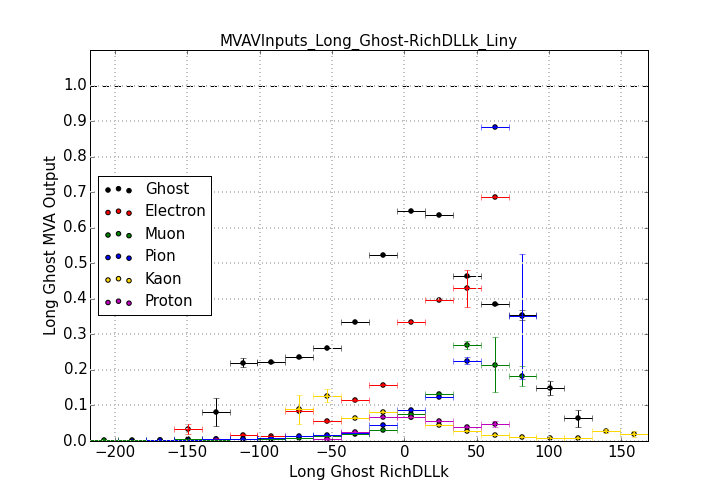 MVAVInputs_Long_Ghost-RichDLLk_Liny
Long Ghost MVA Output
1.0
0.9
0.8
0.7
0.6
0.5
0.4
0.3
0.2
0.1
0.0
Ghost
Electron
Muon
Pion
Kaon
Proton
−200 −150 −100 −50 0 50 100 150
Long Ghost RichDLLk